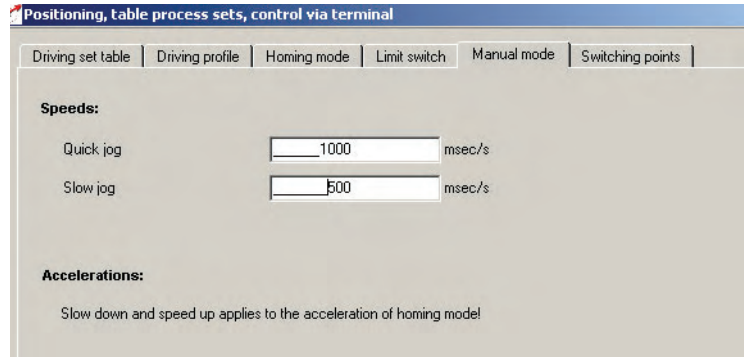 Positioning, table process sets, control via terminal
Driving set table Driving profile Homing mode Limit switch Manual mode Switching points
Speeds:
Quick jog ______1000 msec/s
Slow jog _______500 msec/s
Accelerations:
Slow down and speed up applies to the acceleration of homing mode!